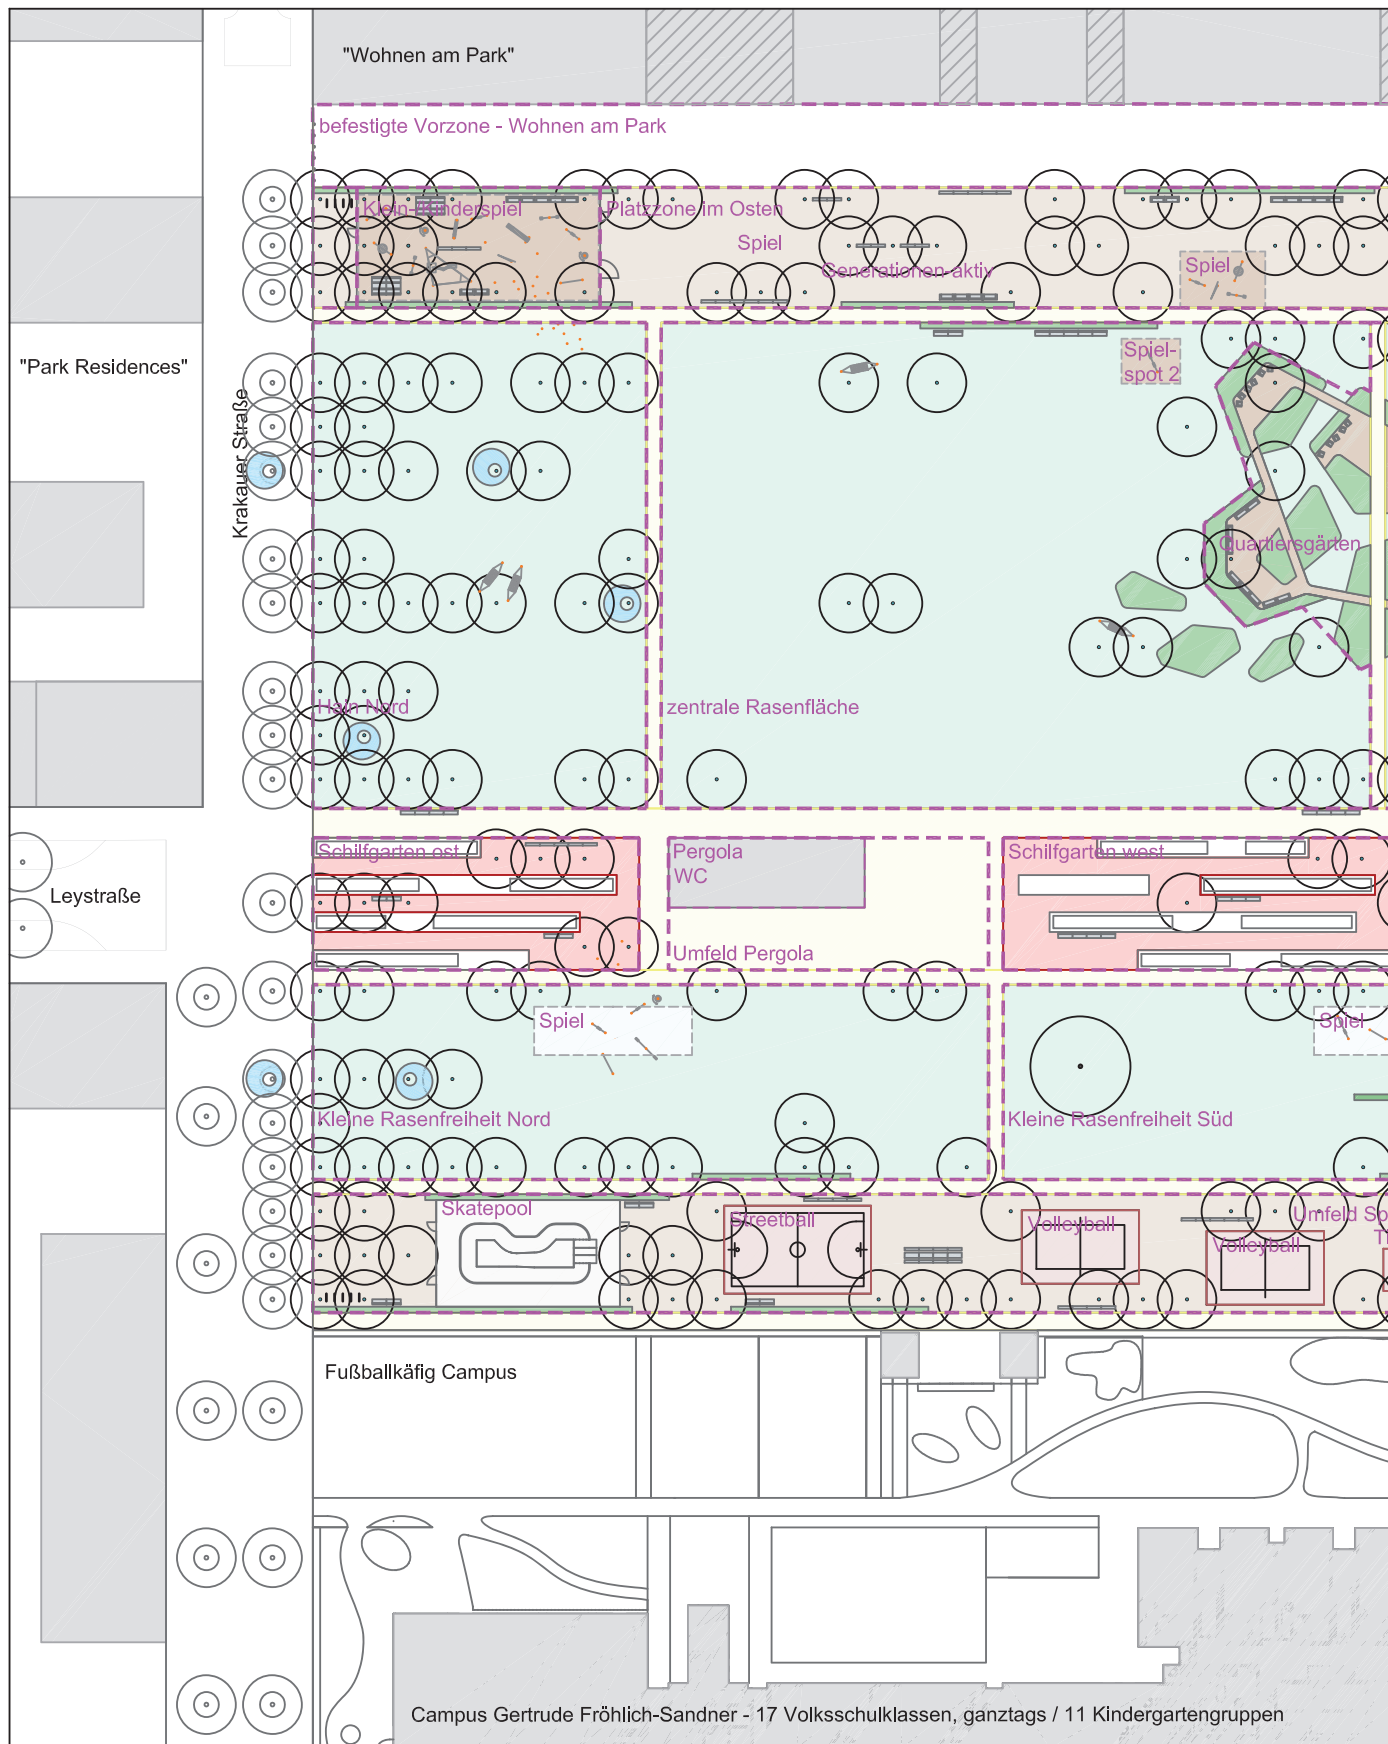 "Wohnen am Park"
befestigte Vorzone - Wohnen am Park
Klein-Kinderspiel
Platzzone im Osten
Spiel
Generationen-aktiv
Spiel
"Park Residences"
Krakauer Straße
Spiel-
spot 2
Quartiersgärten
Hain Nord
zentrale Rasenfläche
Schilfgarten ost
Pergola
WC
Schilfgarten west
Leystraße
Umfeld Pergola
Spiel
Spiel
Kleine Rasenfreiheit Nord
Kleine Rasenfreiheit Süd
Skatepool
Streetball
Volleyball
Umfeld Sp
Volleyball
Fußballkäfig Campus
Campus Gertrude Fröhlich-Sandner - 17 Volksschulklassen, ganztags / 11 Kindergartengruppen